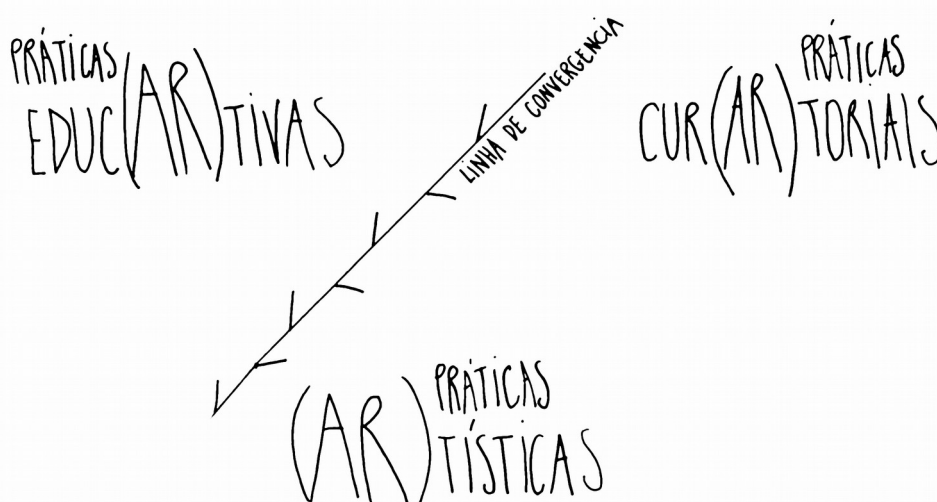 PRÁTICAS
EDUC(AR)TIVAS
LINHA DE CONVERGENCIA
PRÁTICAS
CUR(AR)TORIAIS
PRÁTICAS
(AR)TÍSTICAS